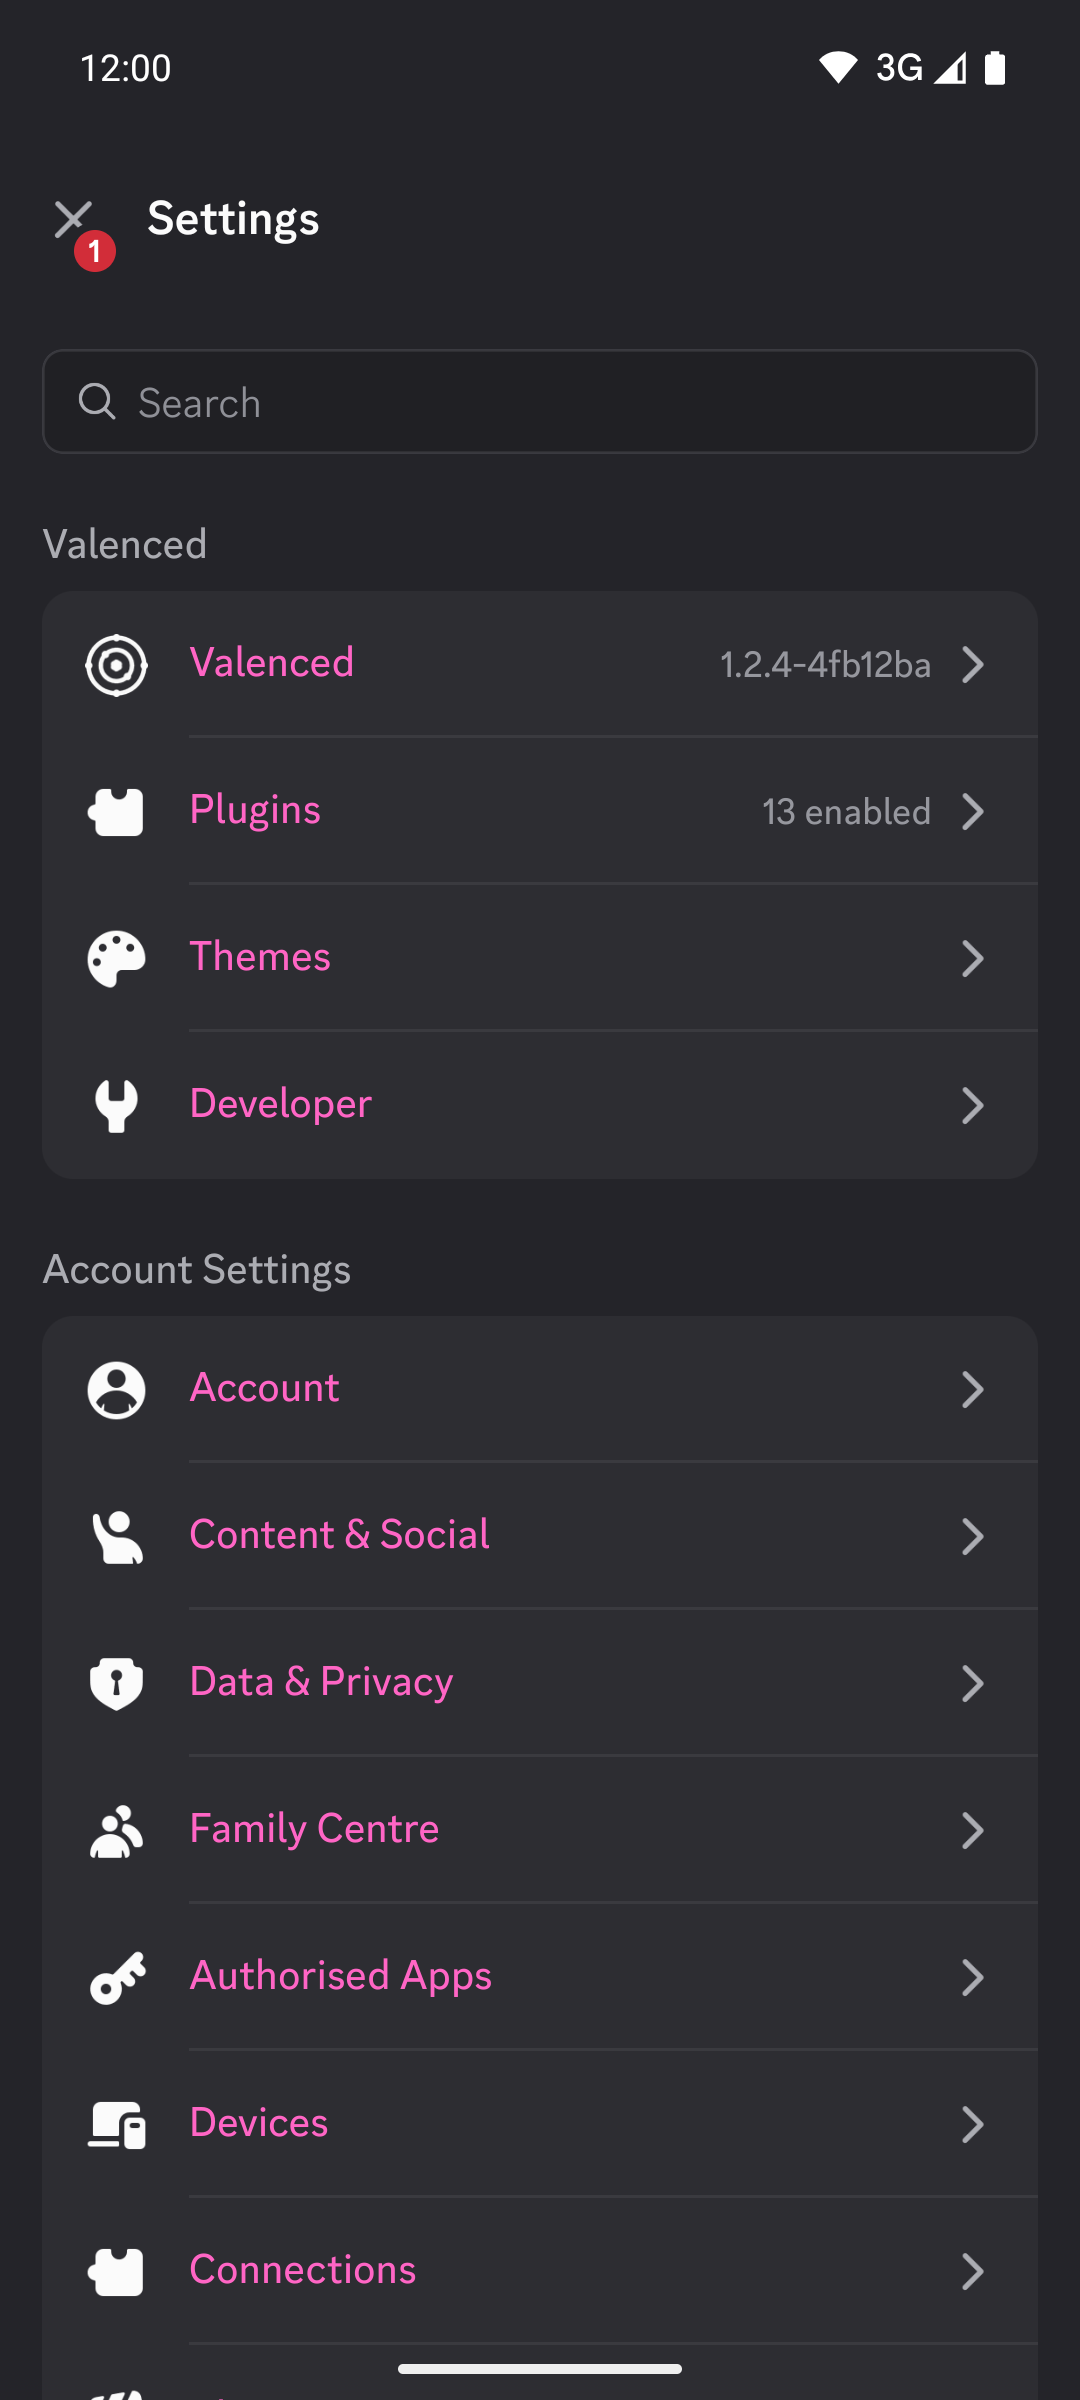 12:00
3G
Settings
1
Search
Valenced
Valenced 1.2.4-4fb12ba
Plugins 13 enabled
Themes
Developer
Account Settings
Account
Content & Social
Data & Privacy
Family Centre
Authorised Apps
Devices
Connections